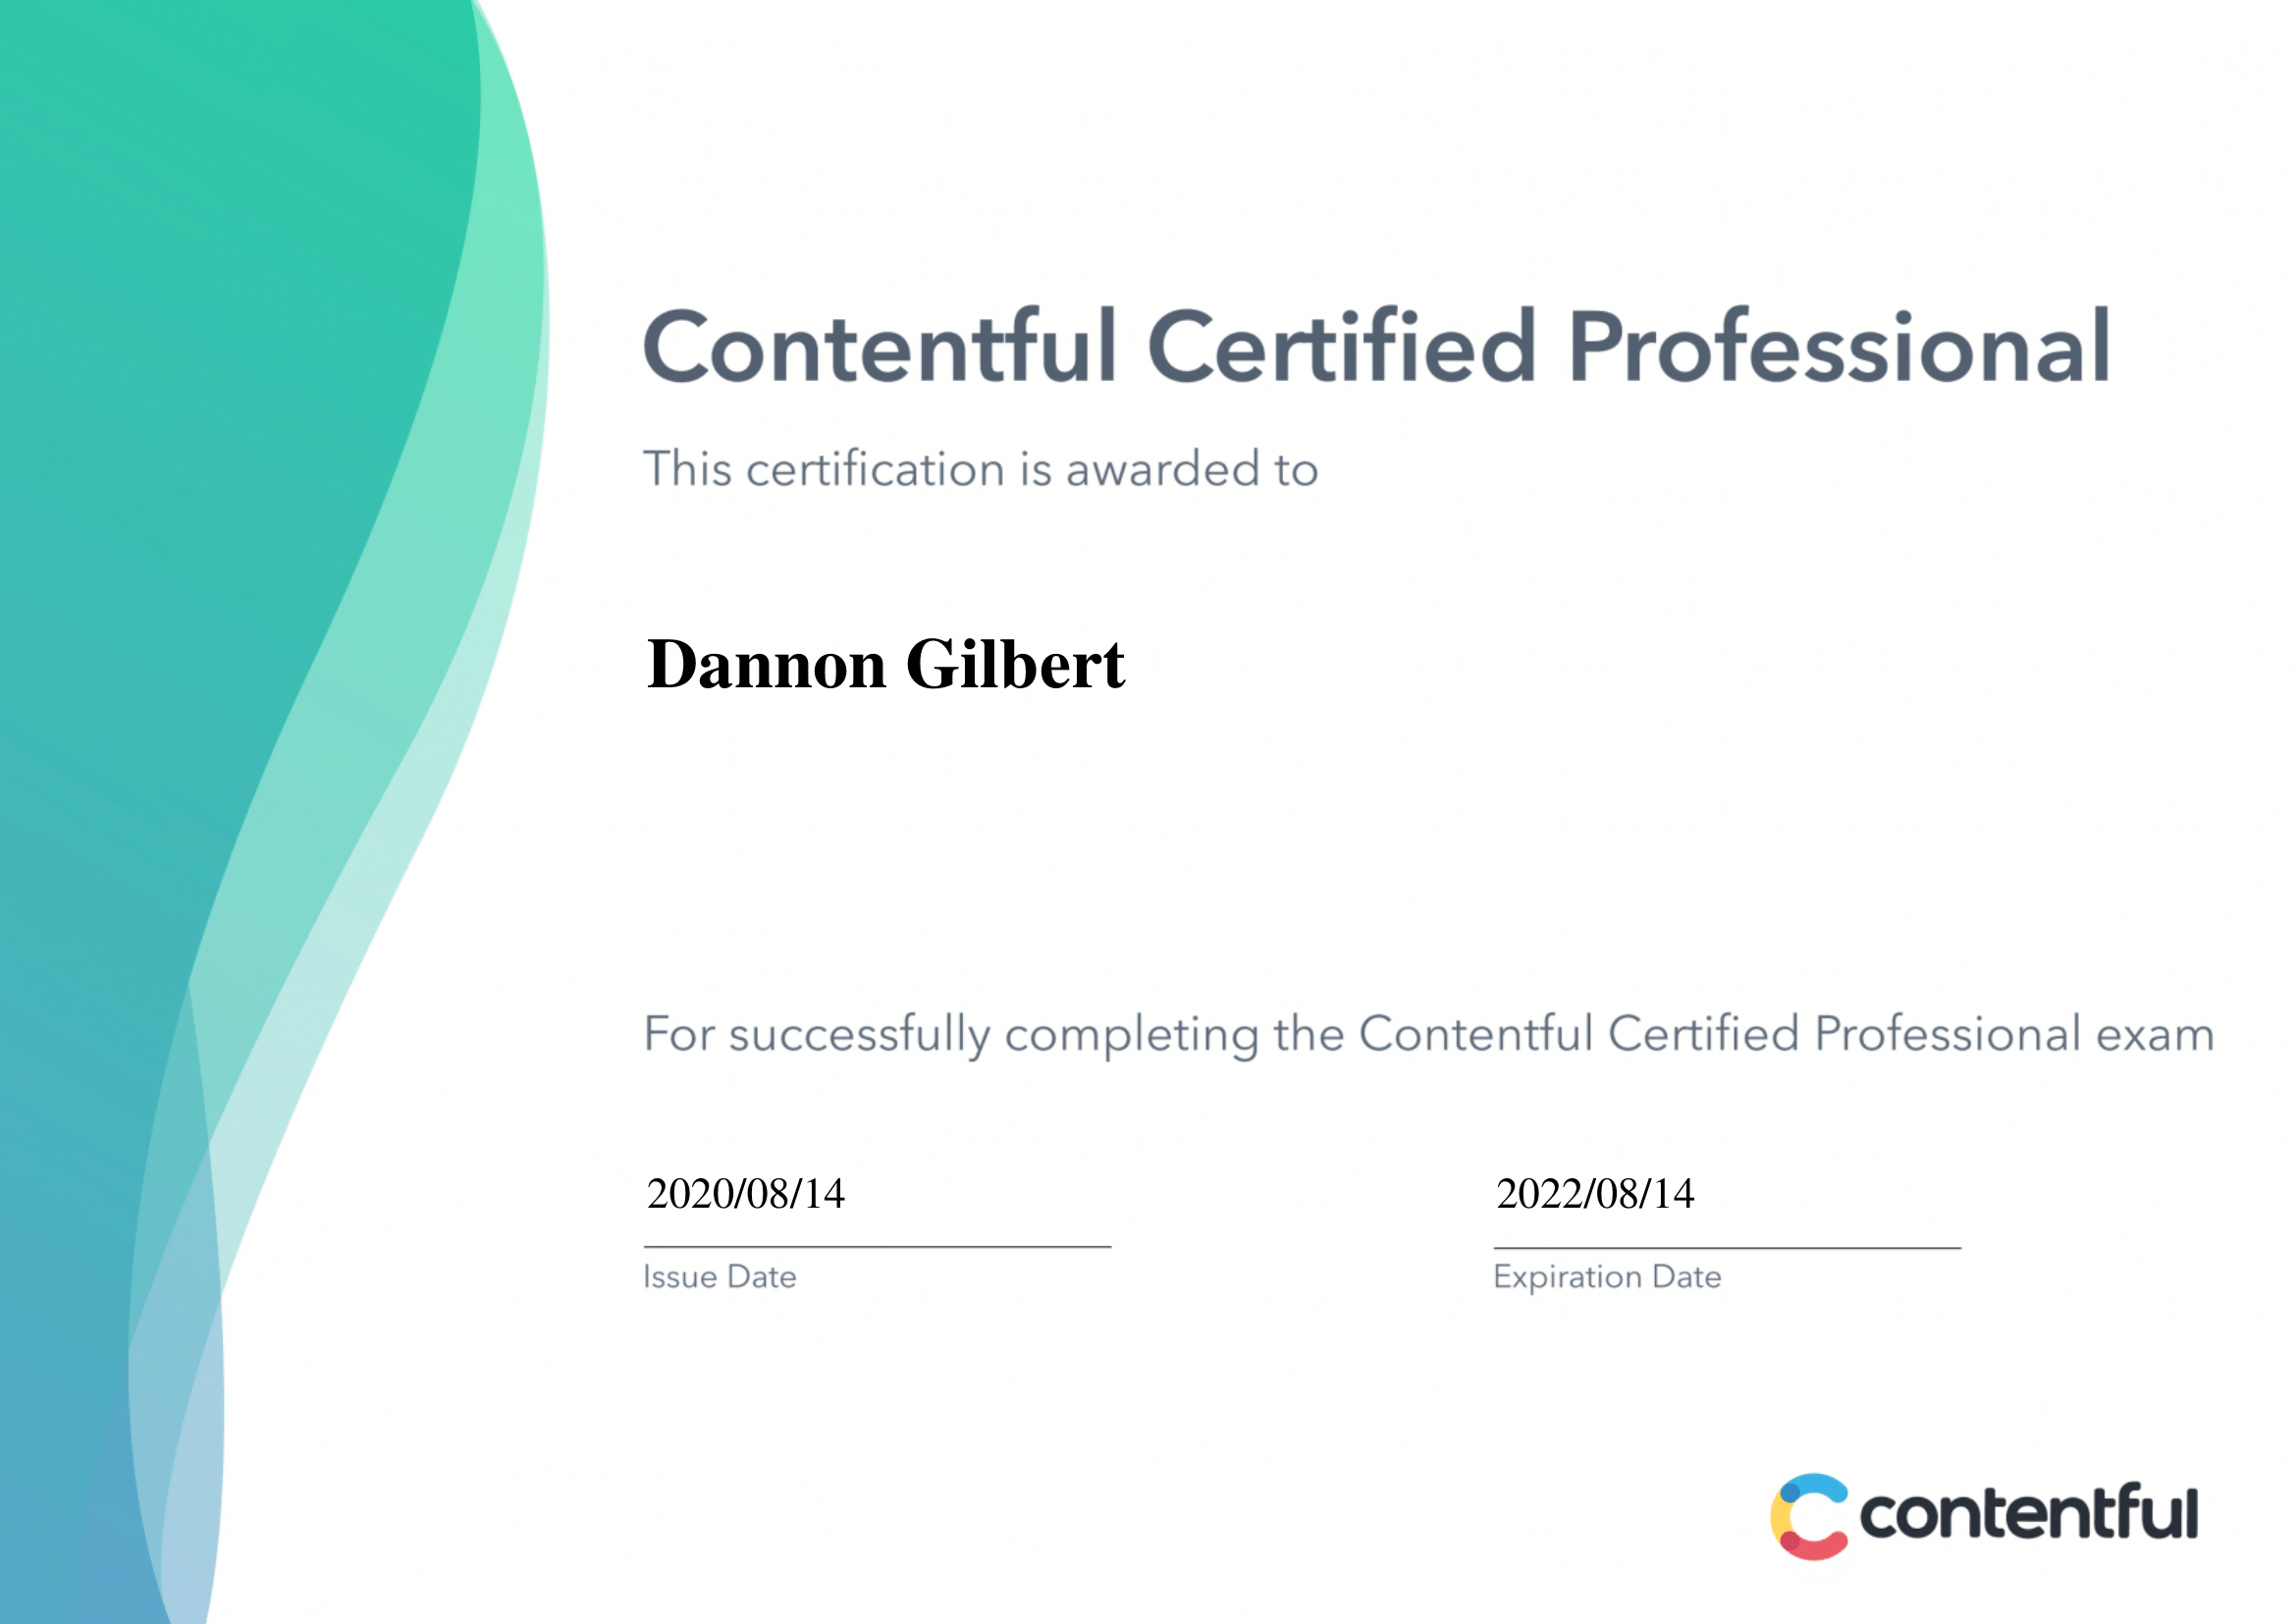 Contentful Certified Professional
This certification is awarded to
Dannon Gilbert
For successfully completing the Contentful Certified Professional exam
2020/08/14
Issue Date
2022/08/14
Expiration Date
contentful